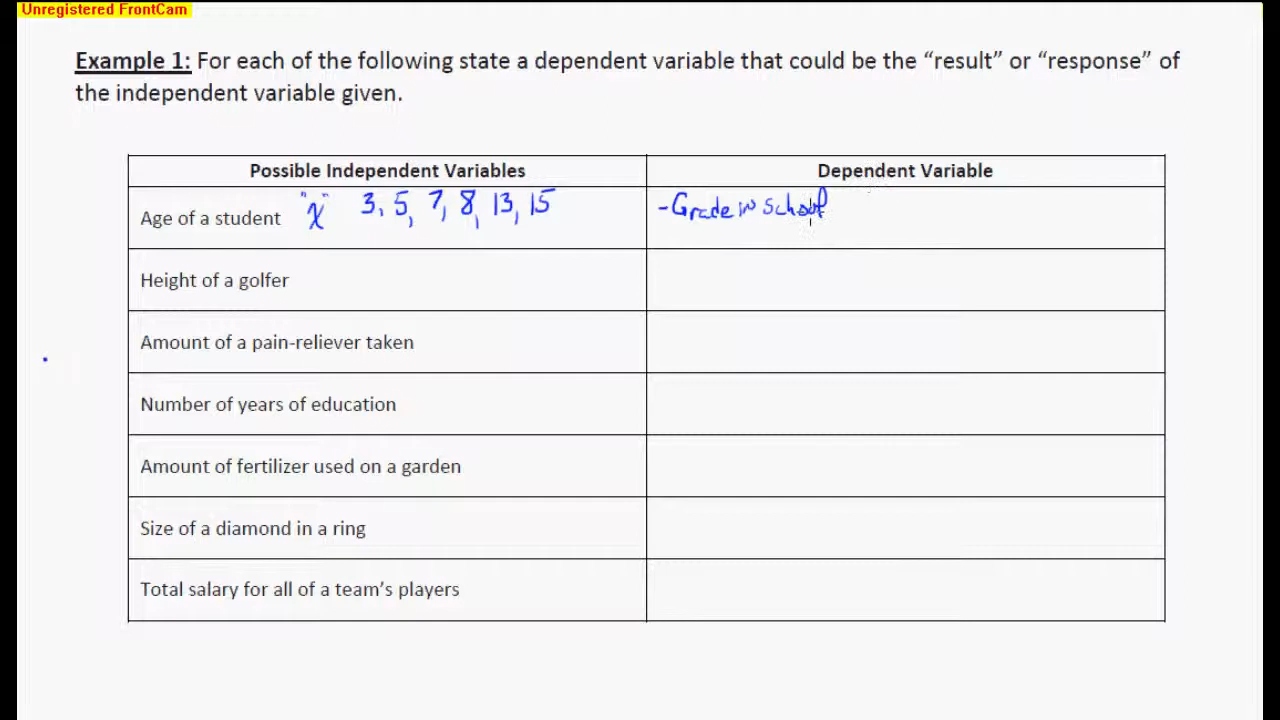 Unregistered FrontCam
Example 1: For each of the following state a dependent variable that could be the “result” or “response” of
the independent variable given.
Possible Independent Variables Dependent Variable
Age of a student "x" 3, 5, 7, 8, 13, 15 -Grade in School
Height of a golfer
Amount of a pain-reliever taken
Number of years of education
Amount of fertilizer used on a garden
Size of a diamond in a ring
Total salary for all of a team’s players